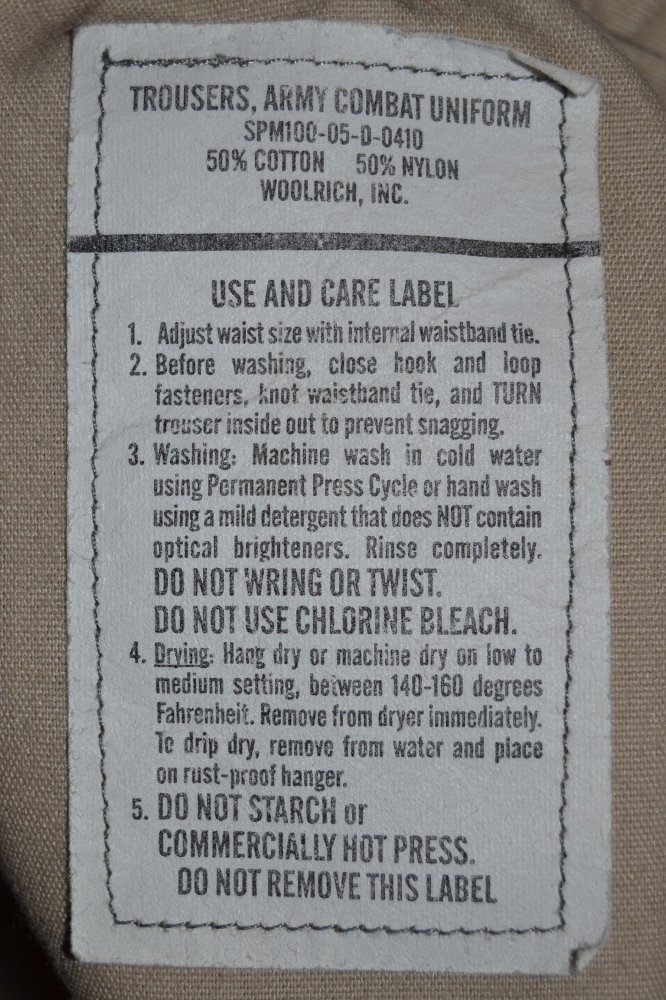 TROUSERS, ARMY COMBAT UNIFORM
SPM100-05-D-0410
50% COTTON 50% NYLON
WOOLRICH, INC.
USE AND CARE LABEL
1. Adjust waist size with internal waistband tie.
2. Before washing, close hook and loop
fasteners, knot waistband tie, and TURN
trouser inside out to prevent snagging.
3. Washing: Machine wash in cold water
using Permanent Press Cycle or hand wash
using a mild detergent that does NOT contain
optical brighteners. Rinse completely.
DO NOT WRING OR TWIST.
DO NOT USE CHLORINE BLEACH.
4. Drying: Hang dry or machine dry on low to
medium setting, between 140-160 degrees
Fahrenheit. Remove from dryer immediately.
To drip dry, remove from water and place
on rust-proof hanger.
5. DO NOT STARCH or
COMMERCIALLY HOT PRESS.
DO NOT REMOVE THIS LABEL